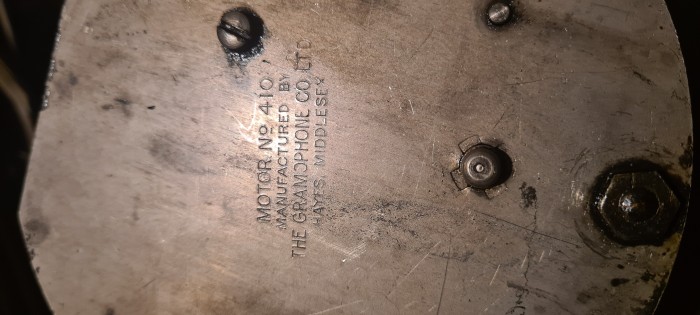 MOTOR No 410
MANUFACTURED BY
THE GRAMOPHONE CO. LTD
HAYES, MIDDLESEX